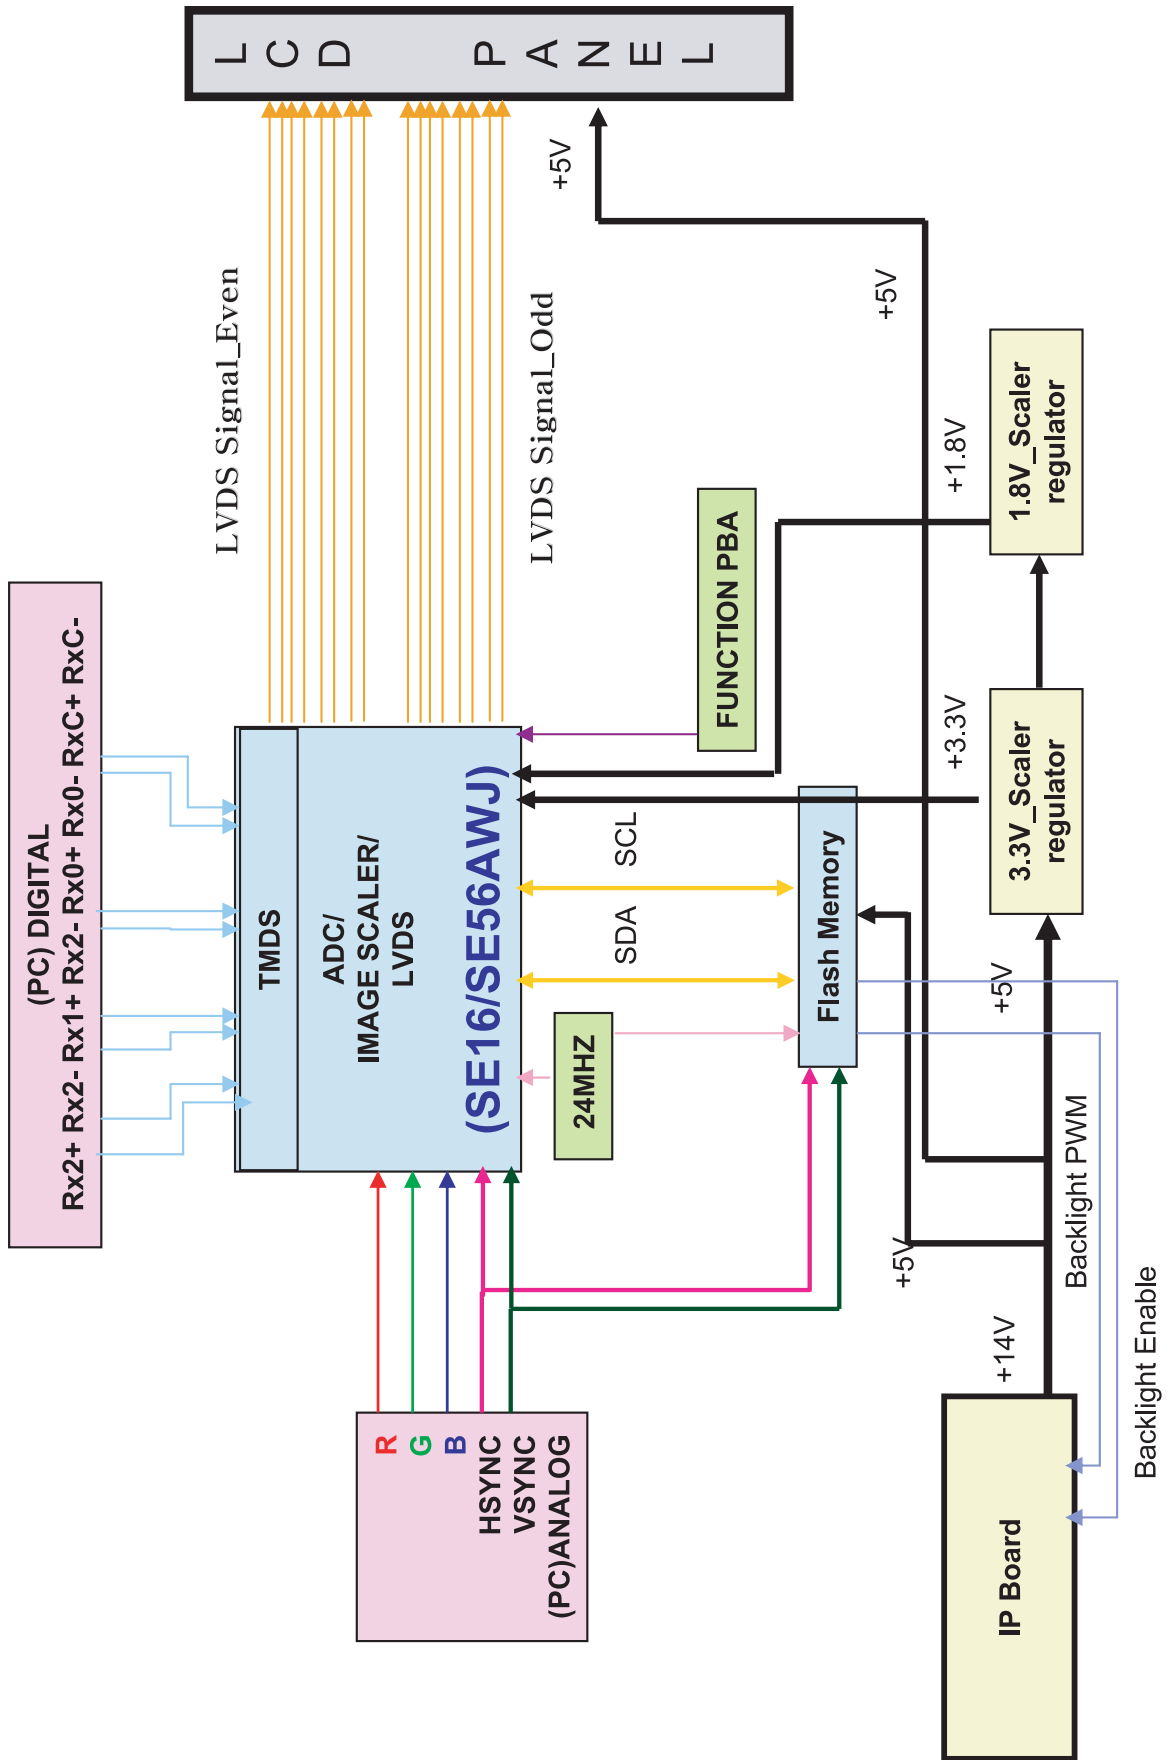 (PC) DIGITAL
Rx2+ Rx2- Rx1+ Rx2- Rx0+ Rx0- RxC+ RxC-
TMDS
ADC/
IMAGE SCALER/
LVDS
(SE16/SE56AWJ)
LVDS Signal_Even
LVDS Signal_Odd
LCD PANEL
+5V
R
G
B
HSYNC
VSYNC
(PC)ANALOG
24MHZ
SDA
SCL
FUNCTION PBA
Flash Memory
+5V
+5V
+5V
+3.3V
+1.8V
+14V
IP Board
3.3V_Scaler
regulator
1.8V_Scaler
regulator
Backlight PWM
Backlight Enable